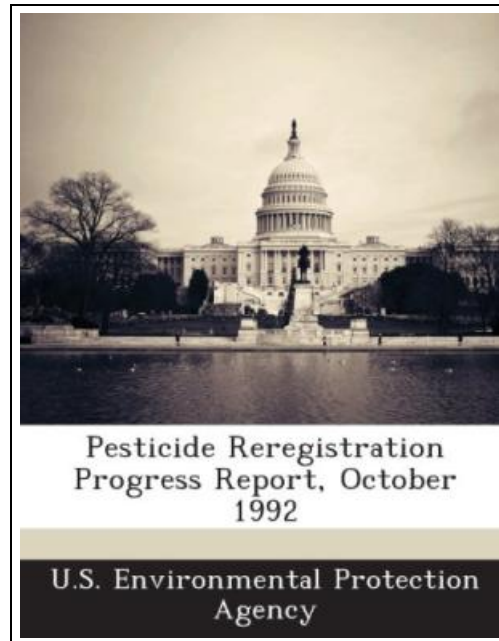 Pesticide Reregistration
Progress Report, October
1992
U.S. Environmental Protection
Agency